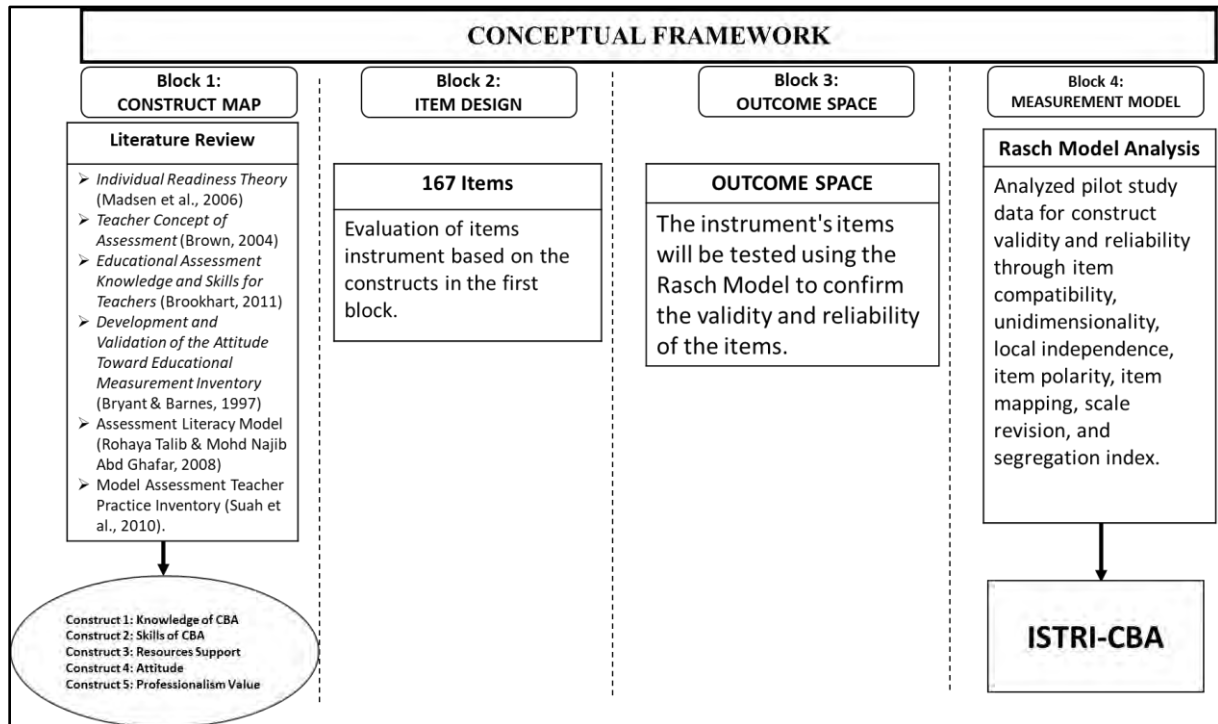 CONCEPTUAL FRAMEWORK
Block 1:
CONSTRUCT MAP
Literature Review
➢ Individual Readiness Theory
(Madsen et al., 2006)
➢ Teacher Concept of
Assessment (Brown, 2004)
➢ Educational Assessment
Knowledge and Skills for
Teachers (Brookhart, 2011)
➢ Development and
Validation of the Attitude
Toward Educational
Measurement Inventory
(Bryant & Barnes, 1997)
➢ Assessment Literacy Model
(Rohaya Talib & Mohd Najib
Abd Ghafar, 2008)
➢ Model Assessment Teacher
Practice Inventory (Suah et
al., 2010).
Construct 1: Knowledge of CBA
Construct 2: Skills of CBA
Construct 3: Resources Support
Construct 4: Attitude
Construct 5: Professionalism Value
Block 2:
ITEM DESIGN
167 Items
Evaluation of items
instrument based on the
constructs in the first
block.
Block 3:
OUTCOME SPACE
OUTCOME SPACE
The instrument's items
will be tested using the
Rasch Model to confirm
the validity and reliability
of the items.
Block 4:
MEASUREMENT MODEL
Rasch Model Analysis
Analyzed pilot study
data for construct
validity and reliability
through item
compatibility,
unidimensionality,
local independence,
item polarity, item
mapping, scale
revision, and
segregation index.
ISTRI-CBA